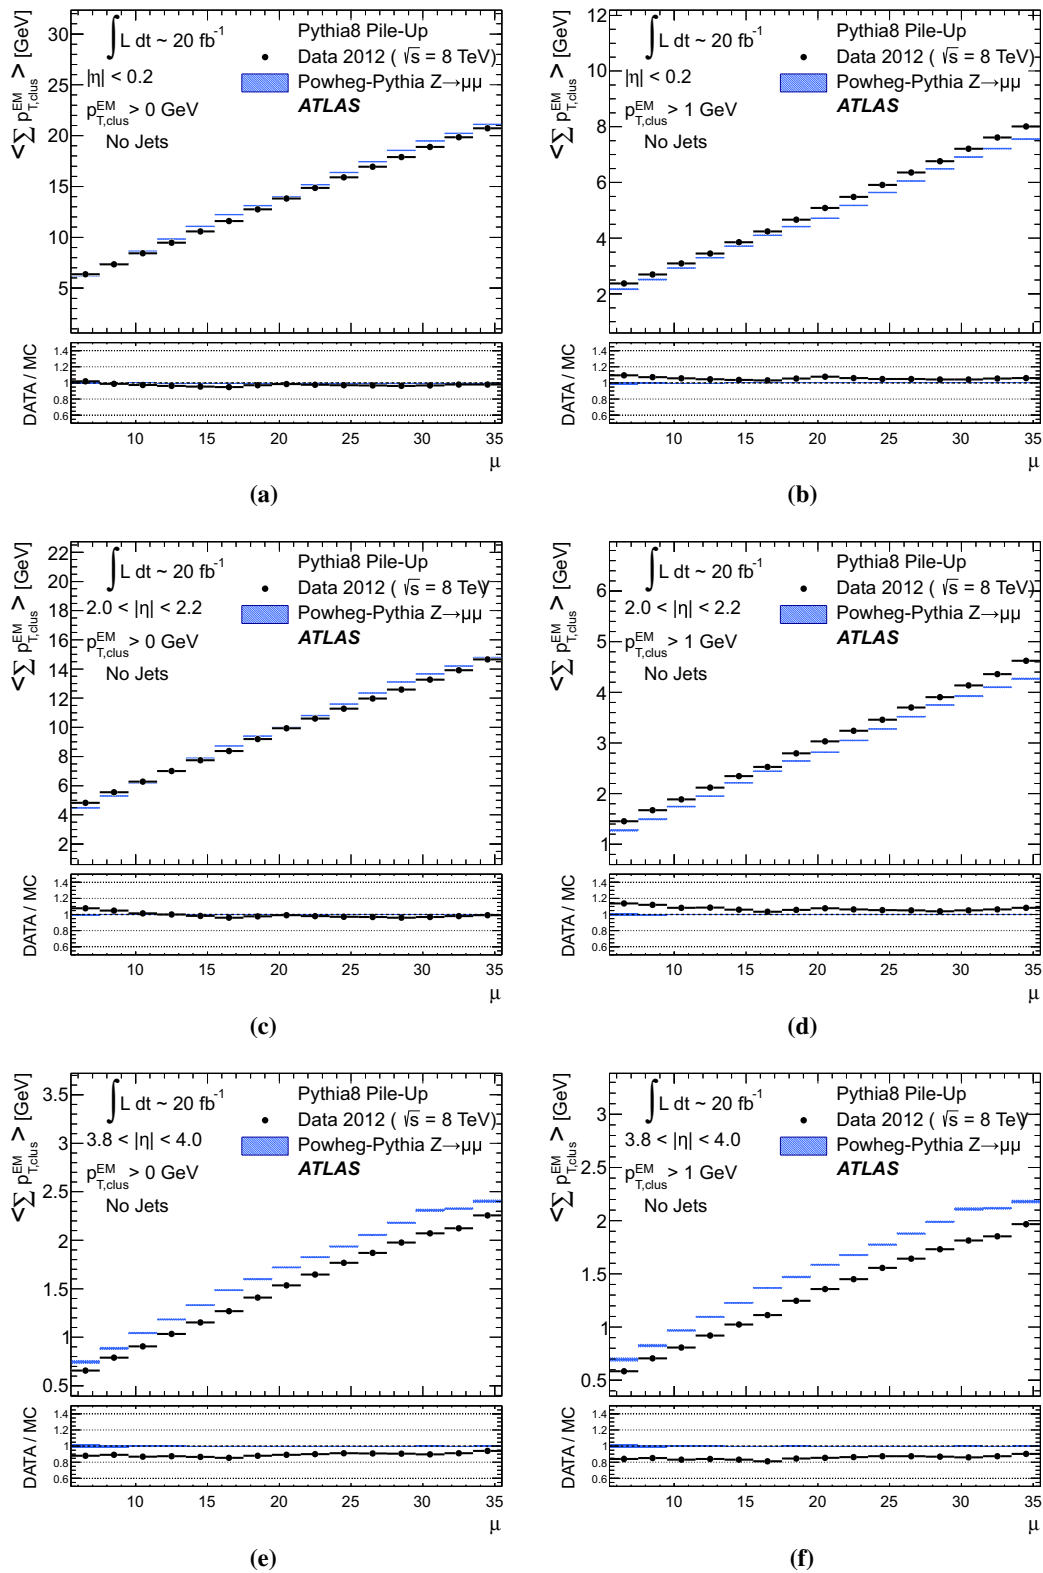 <∑ p^EM_T,clus> [GeV]
30
25
20
15
10
5
∫ L dt ~ 20 fb⁻¹
|η| < 0.2
p^EM_T,clus > 0 GeV
No Jets
Pythia8 Pile-Up
Data 2012 ( √s = 8 TeV)
Powheg-Pythia Z→μμ
ATLAS
DATA / MC
1.4
1.2
1
0.8
0.6
10 15 20 25 30 35
μ
(a)
<∑ p^EM_T,clus> [GeV]
12
10
8
6
4
2
∫ L dt ~ 20 fb⁻¹
|η| < 0.2
p^EM_T,clus > 1 GeV
No Jets
Pythia8 Pile-Up
Data 2012 ( √s = 8 TeV)
Powheg-Pythia Z→μμ
ATLAS
DATA / MC
1.4
1.2
1
0.8
0.6
10 15 20 25 30 35
μ
(b)
<∑ p^EM_T,clus> [GeV]
22
20
18
16
14
12
10
8
6
4
2
∫ L dt ~ 20 fb⁻¹
2.0 < |η| < 2.2
p^EM_T,clus > 0 GeV
No Jets
Pythia8 Pile-Up
Data 2012 ( √s = 8 TeV)
Powheg-Pythia Z→μμ
ATLAS
DATA / MC
1.4
1.2
1
0.8
0.6
10 15 20 25 30 35
μ
(c)
<∑ p^EM_T,clus> [GeV]
6
5
4
3
2
1
∫ L dt ~ 20 fb⁻¹
2.0 < |η| < 2.2
p^EM_T,clus > 1 GeV
No Jets
Pythia8 Pile-Up
Data 2012 ( √s = 8 TeV)
Powheg-Pythia Z→μμ
ATLAS
DATA / MC
1.4
1.2
1
0.8
0.6
10 15 20 25 30 35
μ
(d)
<∑ p^EM_T,clus> [GeV]
3.5
3
2.5
2
1.5
1
0.5
∫ L dt ~ 20 fb⁻¹
3.8 < |η| < 4.0
p^EM_T,clus > 0 GeV
No Jets
Pythia8 Pile-Up
Data 2012 ( √s = 8 TeV)
Powheg-Pythia Z→μμ
ATLAS
DATA / MC
1.4
1.2
1
0.8
0.6
10 15 20 25 30 35
μ
(e)
<∑ p^EM_T,clus> [GeV]
3
2.5
2
1.5
1
0.5
∫ L dt ~ 20 fb⁻¹
3.8 < |η| < 4.0
p^EM_T,clus > 1 GeV
No Jets
Pythia8 Pile-Up
Data 2012 ( √s = 8 TeV)
Powheg-Pythia Z→μμ
ATLAS
DATA / MC
1.4
1.2
1
0.8
0.6
10 15 20 25 30 35
μ
(f)